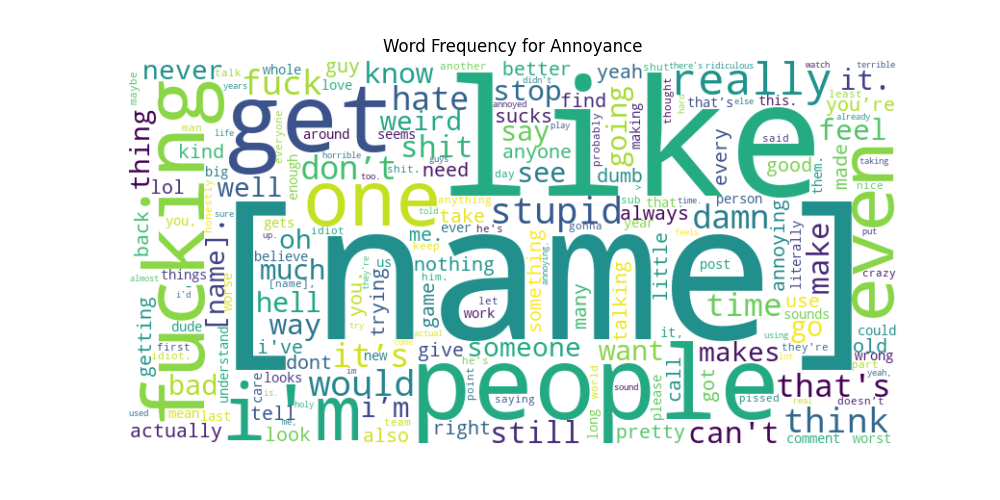 Word Frequency for Annoyance
never whole guy know another better yeah shut there's ridiculous watch terrible
maybe talk fuck love didn't stop find thought really it.
years hate annoyed sucks that's else this. least you're
fucking get like weird say going making hard said already
thing man around seems shit play probably every feel
kind everyone don't guys anyone dumb good them. made taking
lol big life horrible too. shit. need day see v person nice
well enough one anything sub that: time.
you, honestly sure gets idiot told take stupid always damn put
back. up. oh me. ever he's gonna year even
[name]. believe keep something feels annoying literally make crazy
things much us nothing him. little post
almost i'd [name], they're [name]
worse hell trying you. game let work annoying. many talking time use
getting dude way try actual it, sounds go could
first i've it's code someone using they're old
idiot. understand dont new im give he's want makes lot wrong part
bad care looks would point world call got that's yeah,
mean is. people sound please pissed real doesn't
used last holy i'm i'm saying long think
actually tell me. team right still pretty can't comment worst
look also